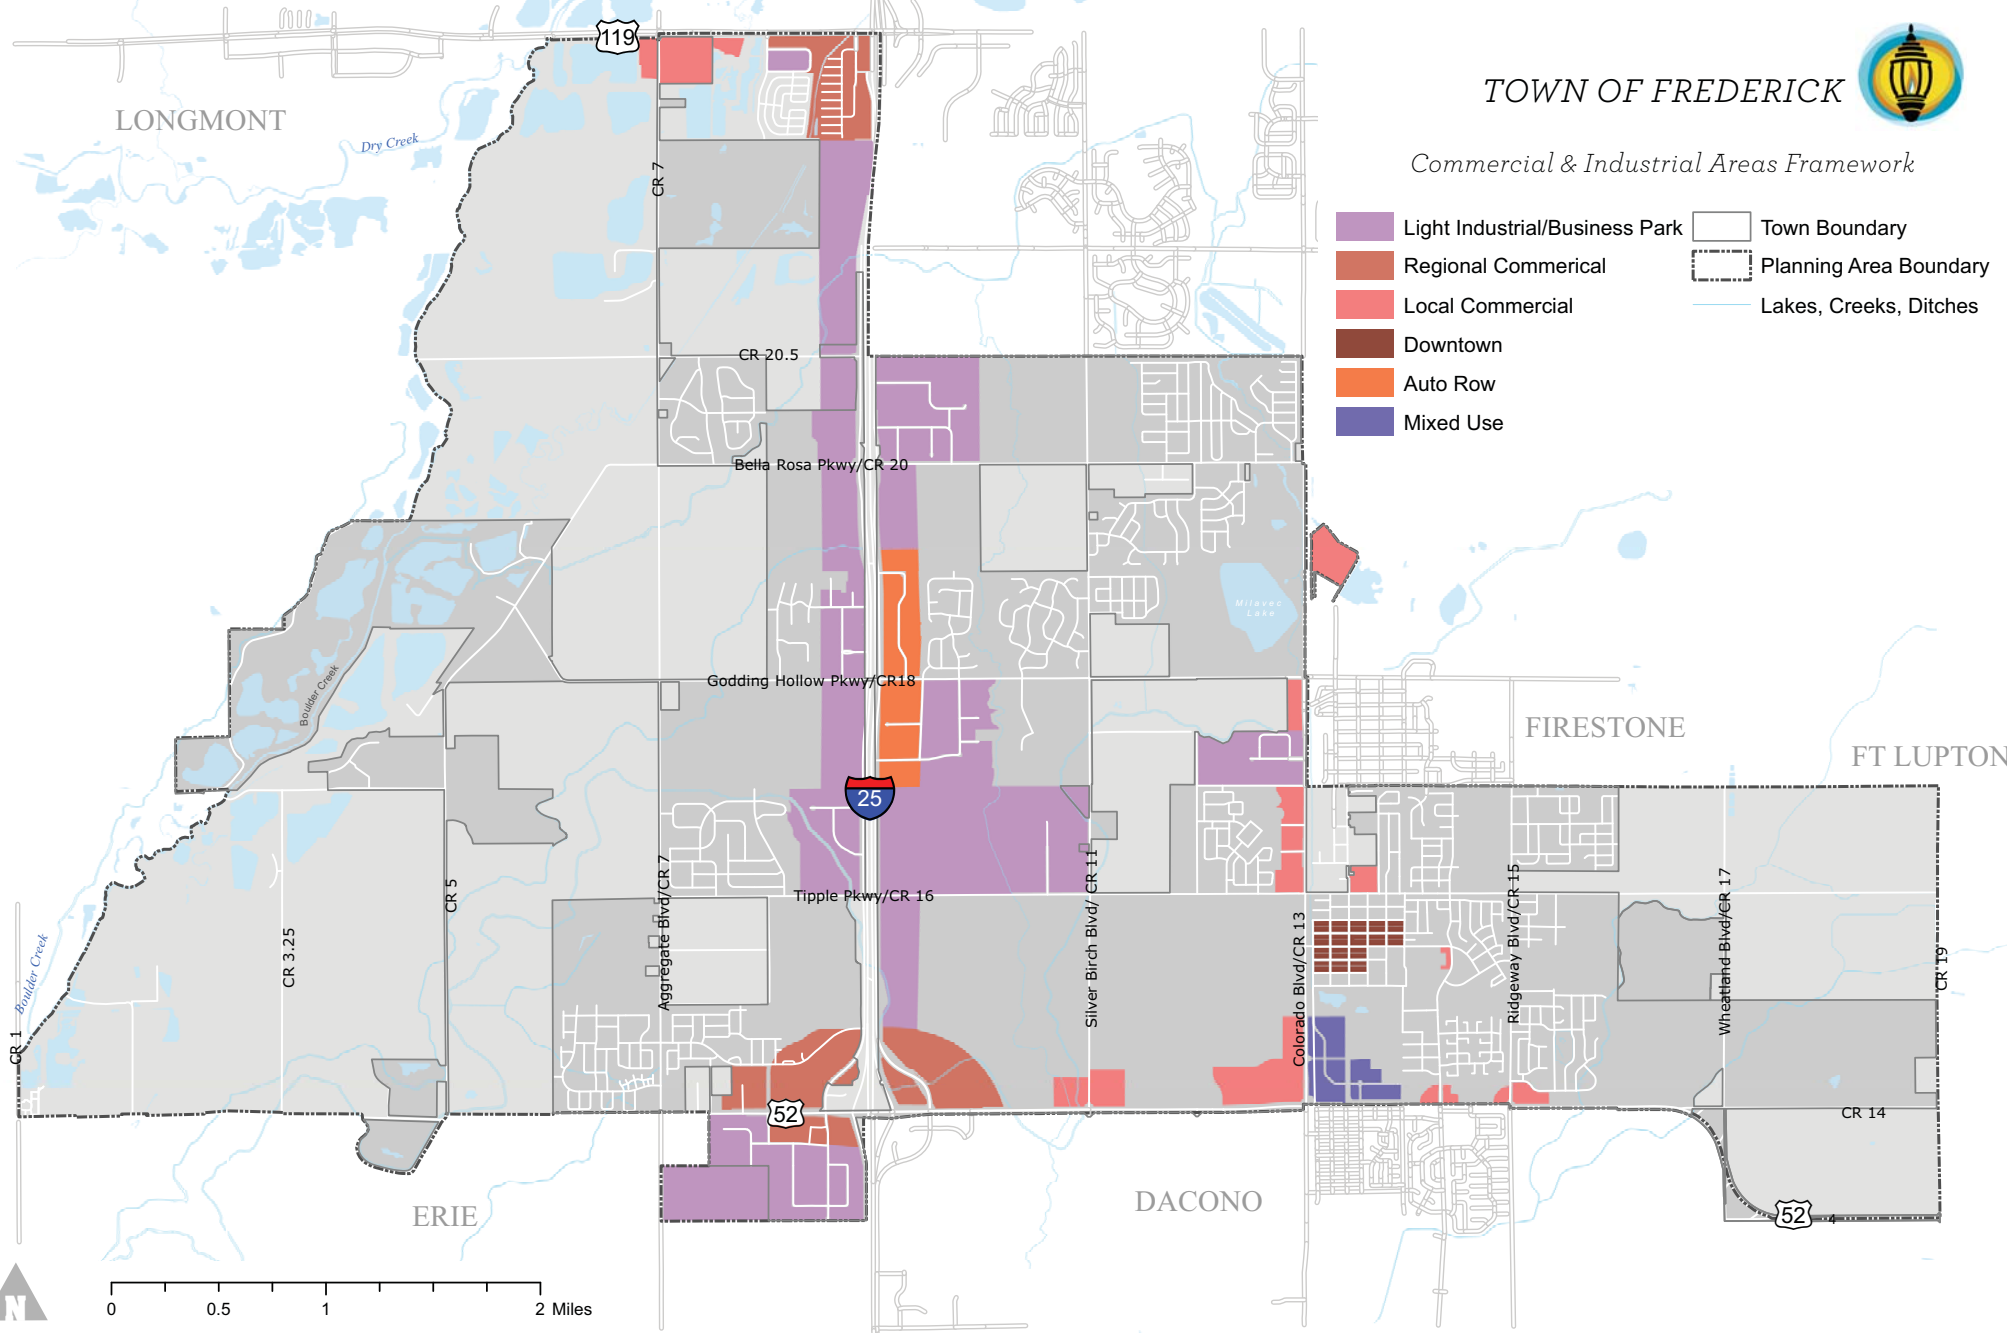 TOWN OF FREDERICK
Commercial & Industrial Areas Framework
Light Industrial/Business Park
Regional Commerical
Local Commercial
Downtown
Auto Row
Mixed Use
Town Boundary
Planning Area Boundary
Lakes, Creeks, Ditches
119
LONGMONT
Dry Creek
CR 7
CR 20.5
Bella Rosa Pkwy/CR 20
Milavec
Lake
Boulder Creek
Godding Hollow Pkwy/CR18
FIRESTONE
FT LUPTON
25
CR 5
Aggregate Blvd/CR 7
Tipple Pkwy/CR 16
Silver Birch Blvd/ CR 11
Colorado Blvd/CR 13
Ridgeway Blvd/CR 15
Wheatland Blvd/CR 17
CR 19
CR 3.25
Boulder Creek
CR 1
52
CR 14
ERIE
DACONO
52
4
N
0
0.5
1
2 Miles